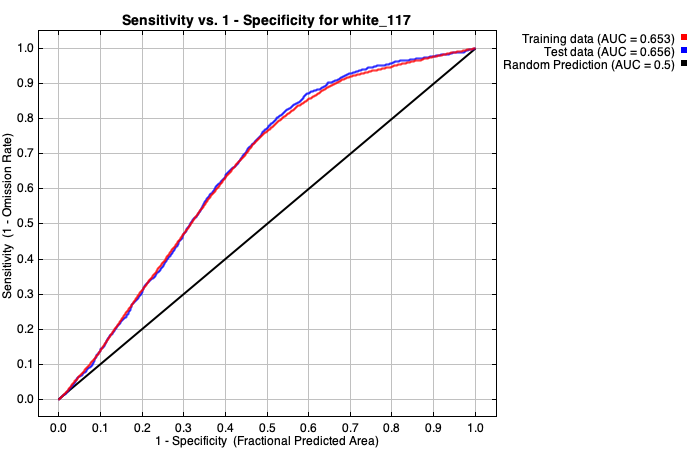 Sensitivity vs. 1 - Specificity for white_117
Training data (AUC = 0.653)
Test data (AUC = 0.656)
Random Prediction (AUC = 0.5)
Sensitivity (1 - Omission Rate)
1.0
0.9
0.8
0.7
0.6
0.5
0.4
0.3
0.2
0.1
0.0
0.0 0.1 0.2 0.3 0.4 0.5 0.6 0.7 0.8 0.9 1.0
1 - Specificity (Fractional Predicted Area)